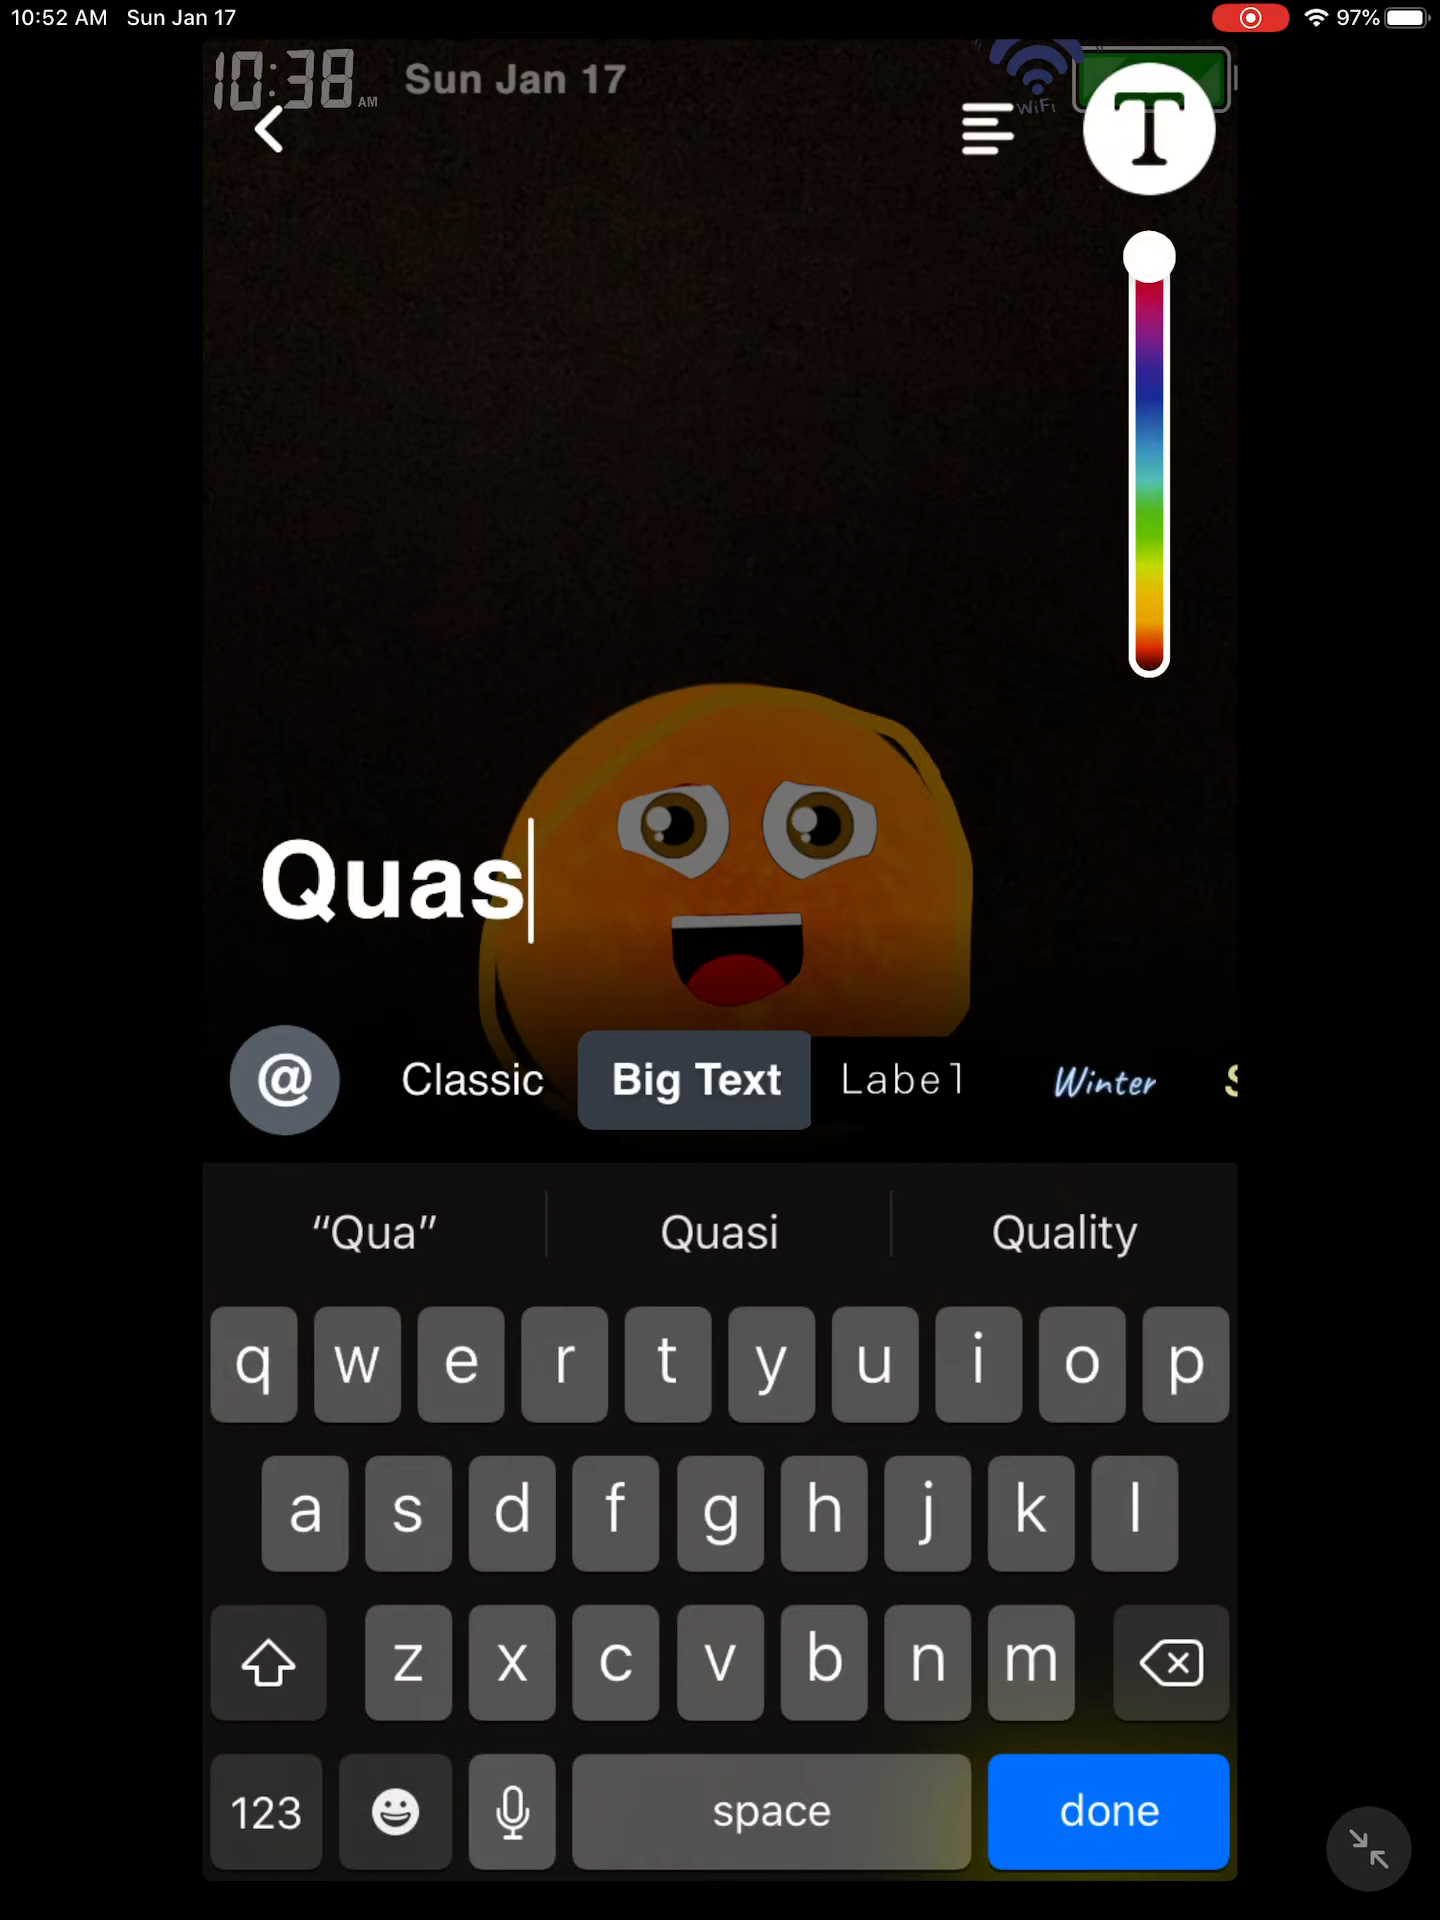 10:52 AM Sun Jan 17 97%
10:38 AM Sun Jan 17 WiFi
T
Quas
@ Classic Big Text Label Winter S
“Qua” Quasi Quality
q w e r t y u i o p
a s d f g h j k l
z x c v b n m
123 space done